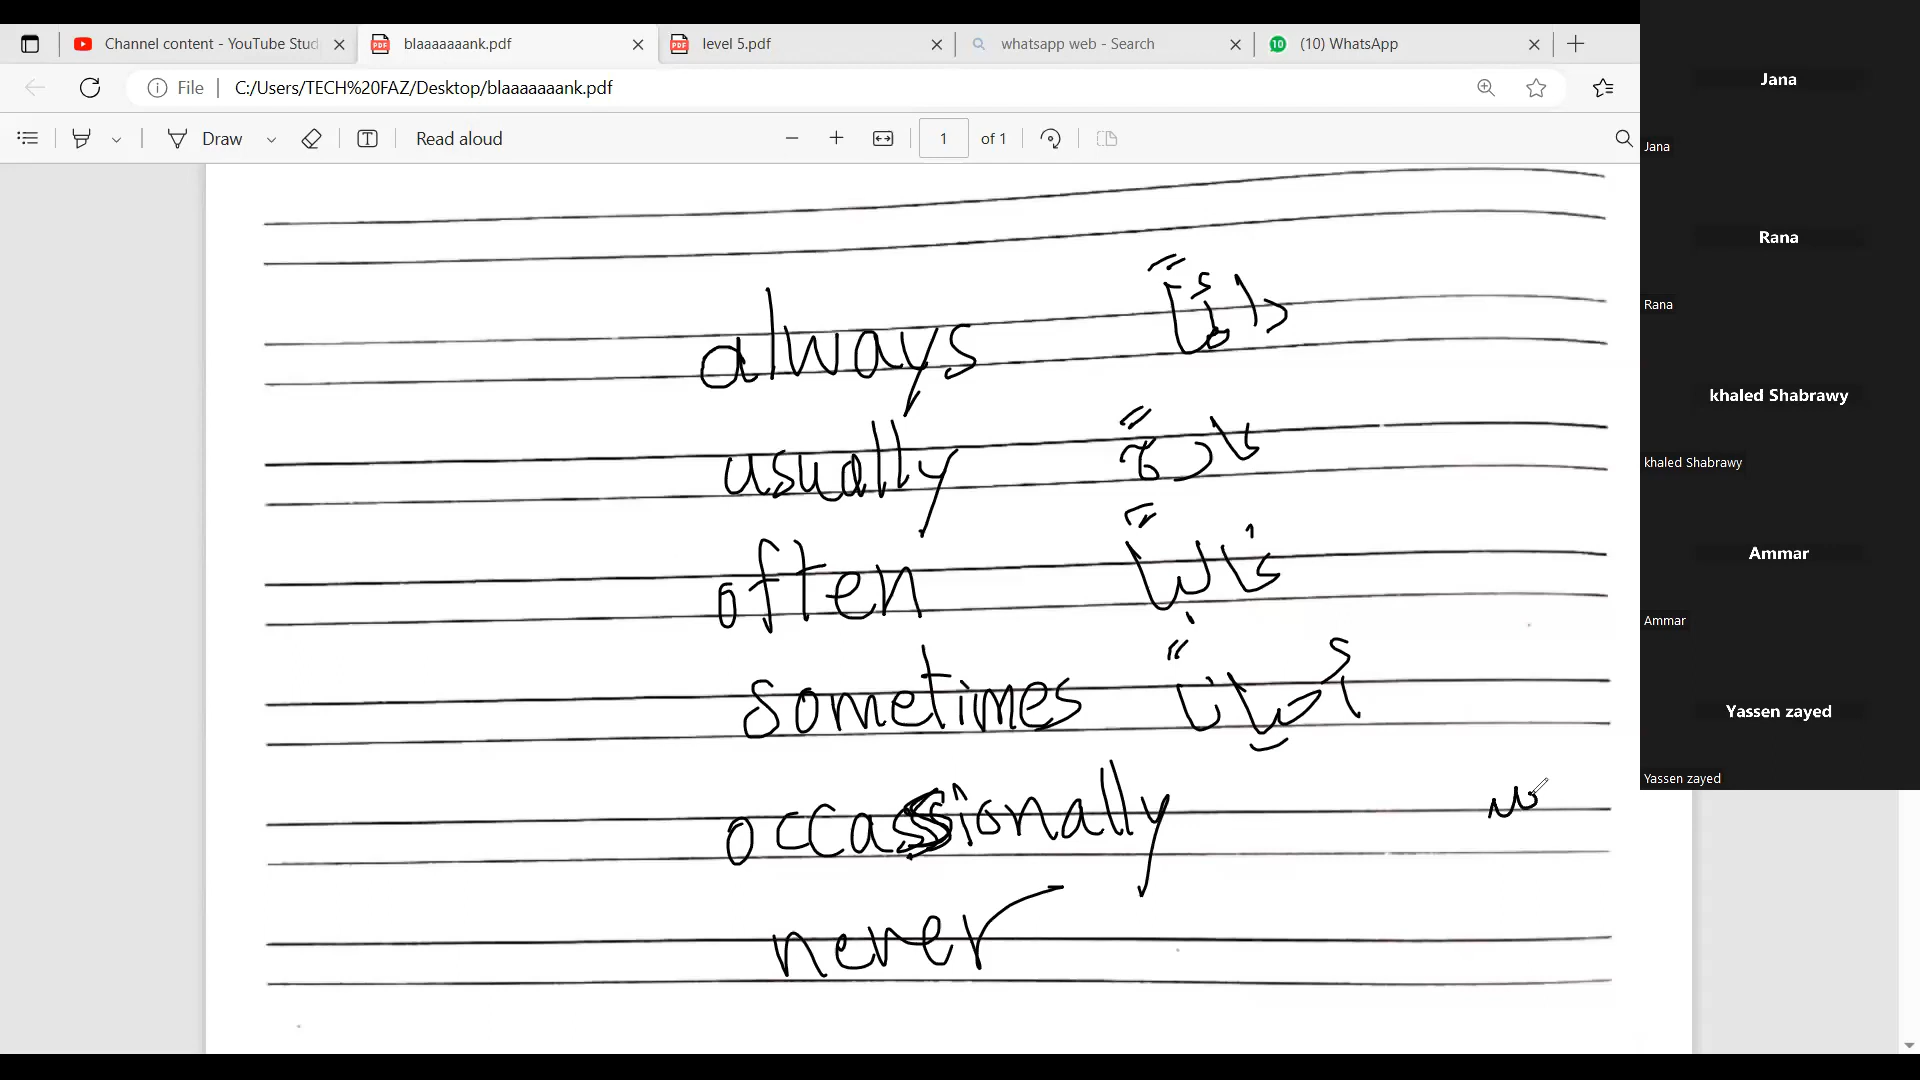 Channel content - YouTube Stud
blaaaaaaank.pdf
level 5.pdf
whatsapp web - Search
(10) WhatsApp
File C:/Users/TECH%20FAZ/Desktop/blaaaaaaank.pdf
Draw
Read aloud
1 of 1
always دائماً
usually عادةً
often غالباً
sometimes أحياناً
occasionally
never
Jana
Jana
Rana
Rana
khaled Shabrawy
khaled Shabrawy
Ammar
Ammar
Yassen zayed
Yassen zayed